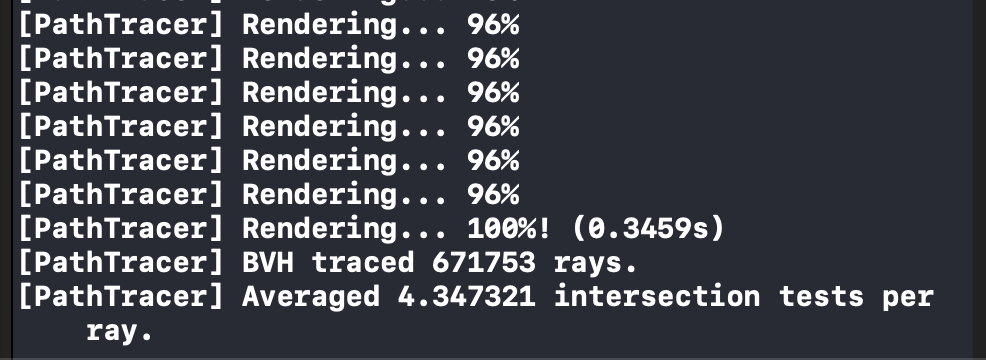 [PathTracer] Rendering... 96%
[PathTracer] Rendering... 96%
[PathTracer] Rendering... 96%
[PathTracer] Rendering... 96%
[PathTracer] Rendering... 96%
[PathTracer] Rendering... 96%
[PathTracer] Rendering... 100%! (0.3459s)
[PathTracer] BVH traced 671753 rays.
[PathTracer] Averaged 4.347321 intersection tests per
ray.